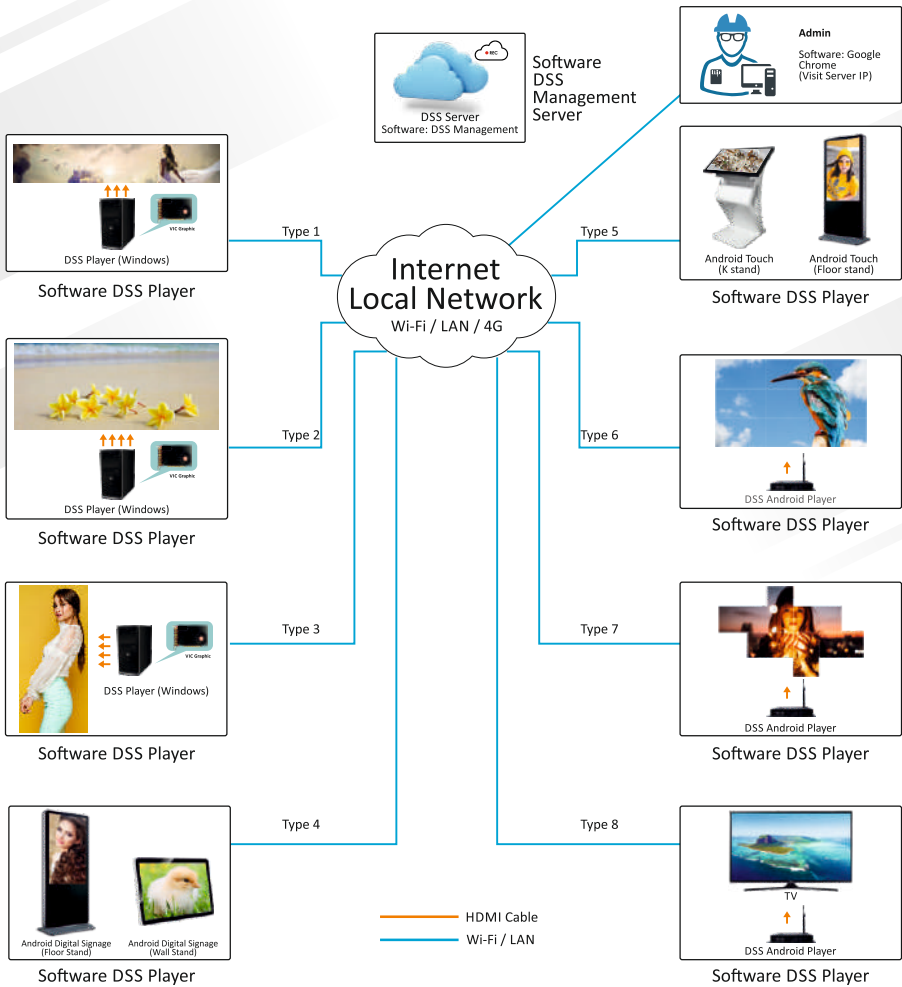 REC
DSS Server
Software: DSS Management
Software
DSS
Management
Server
Admin
Software: Google
Chrome
(Visit Server IP)
VIC Graphic
DSS Player (Windows)
Software DSS Player
Type 1
Internet
Local Network
Wi-Fi / LAN / 4G
Type 5
Android Touch
(K stand)
Android Touch
(Floor stand)
Software DSS Player
VIC Graphic
DSS Player (Windows)
Software DSS Player
Type 2
Type 6
DSS Android Player
Software DSS Player
VIC Graphic
DSS Player (Windows)
Software DSS Player
Type 3
Type 7
DSS Android Player
Software DSS Player
Type 4
Android Digital Signage
(Floor Stand)
Android Digital Signage
(Wall Stand)
Software DSS Player
Type 8
TV
DSS Android Player
Software DSS Player
HDMI Cable
Wi-Fi / LAN